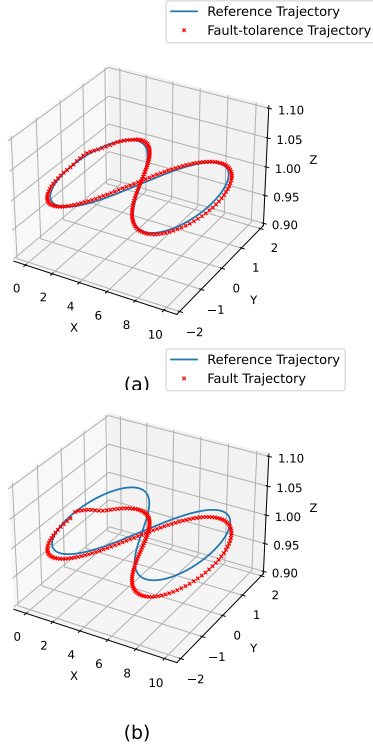 Reference Trajectory
Fault-tolarence Trajectory
1.10
1.05
1.00
0.95
0.90
Z
2
1
0
−1
−2
Y
0
2
4
6
8
10
X
(a)
Reference Trajectory
Fault Trajectory
1.10
1.05
1.00
0.95
0.90
Z
2
1
0
−1
−2
Y
0
2
4
6
8
10
X
(b)